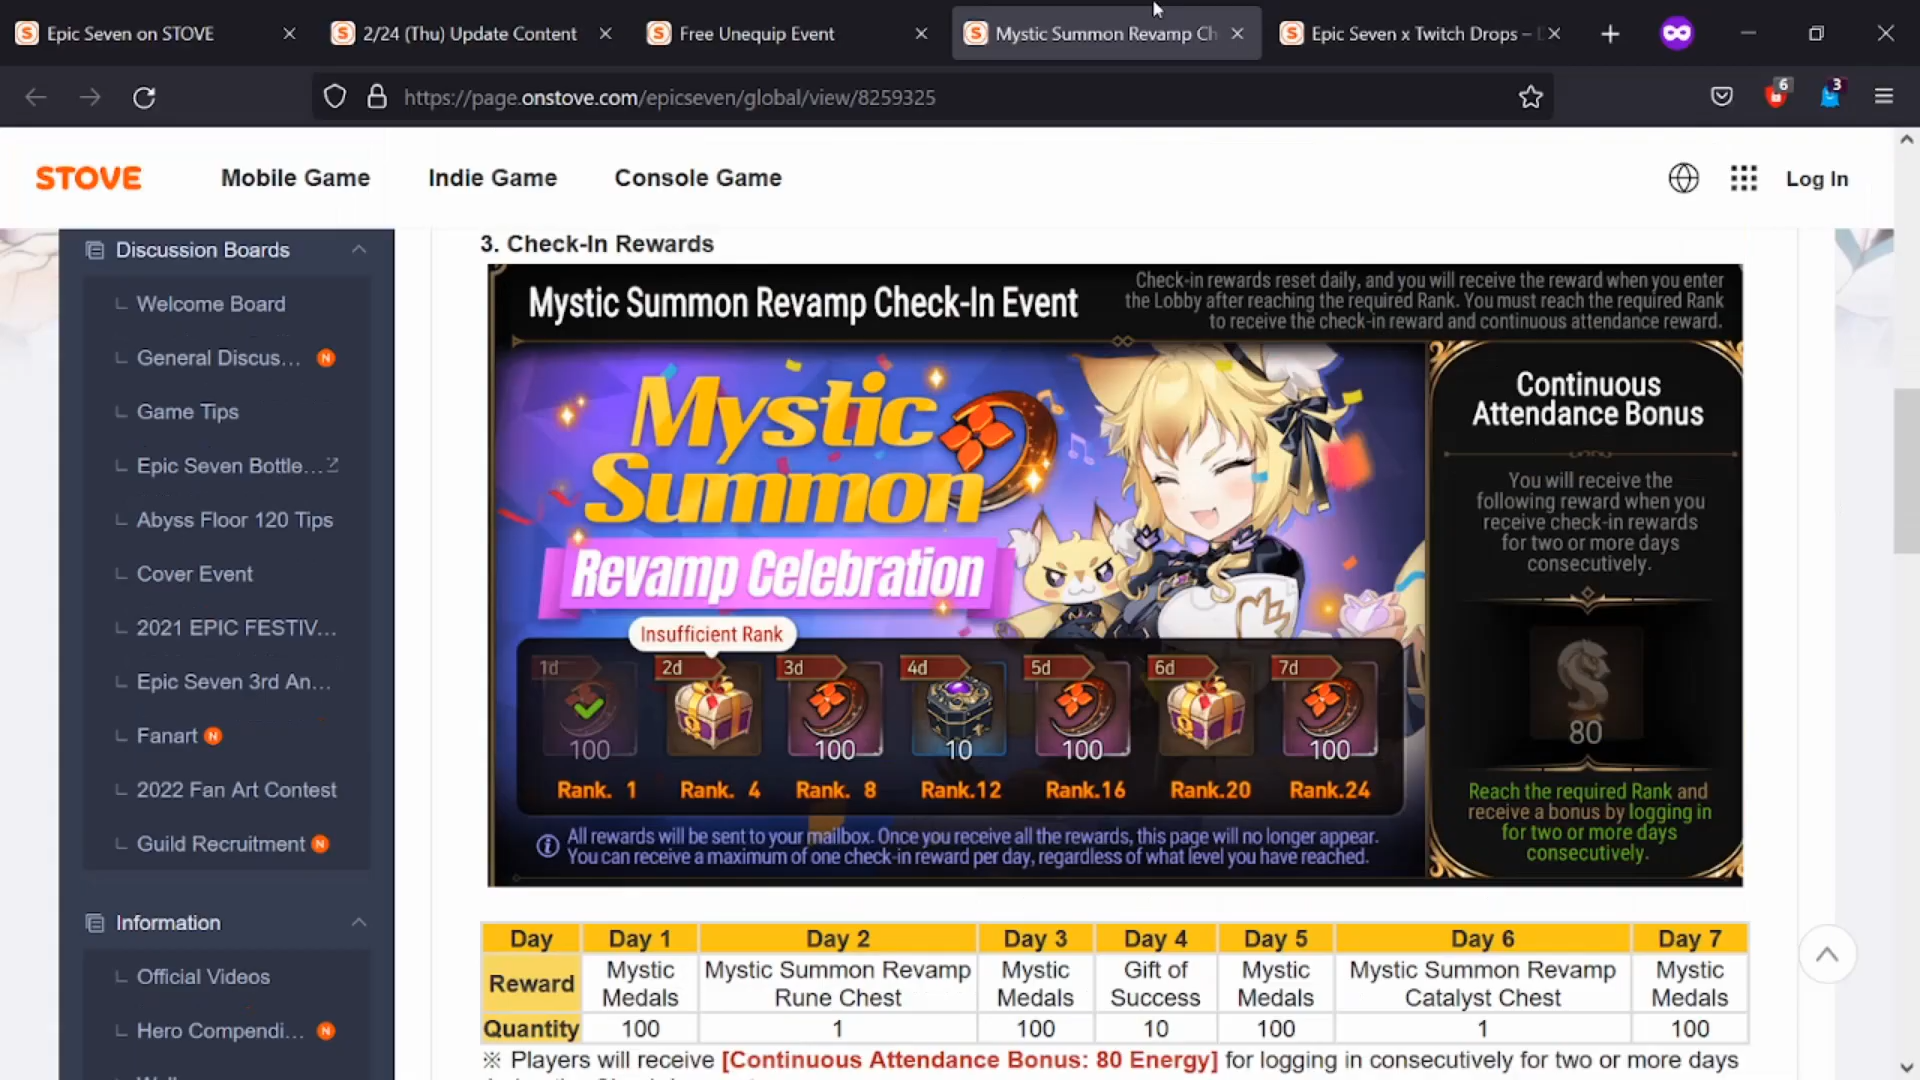 Epic Seven on STOVE
2/24 (Thu) Update Content
Free Unequip Event
Mystic Summon Revamp Ch
Epic Seven x Twitch Drops –
https://page.onstove.com/epicseven/global/view/8259325
6
3
STOVE
Mobile Game
Indie Game
Console Game
Log In
Discussion Boards
Welcome Board
General Discus... N
Game Tips
Epic Seven Bottle...
Abyss Floor 120 Tips
Cover Event
2021 EPIC FESTIV...
Epic Seven 3rd An...
Fanart N
2022 Fan Art Contest
Guild Recruitment N
Information
Official Videos
Hero Compendi... N
3. Check-In Rewards
Mystic Summon Revamp Check-In Event
Check-in rewards reset daily, and you will receive the reward when you enter
the Lobby after reaching the required Rank. You must reach the required Rank
to receive the check-in reward and continuous attendance reward.
Mystic
Summon
Revamp Celebration
Insufficient Rank
1d 2d 3d 4d 5d 6d 7d
100 100 10 100 100
Rank. 1 Rank. 4 Rank. 8 Rank.12 Rank.16 Rank.20 Rank.24
All rewards will be sent to your mailbox. Once you receive all the rewards, this page will no longer appear.
You can receive a maximum of one check-in reward per day, regardless of what level you have reached.
Continuous
Attendance Bonus
You will receive the
following reward when you
receive check-in rewards
for two or more days
consecutively.
80
Reach the required Rank and
receive a bonus by logging in
for two or more days
consecutively.
Day Day 1 Day 2 Day 3 Day 4 Day 5 Day 6 Day 7
Reward Mystic Medals Mystic Summon Revamp Rune Chest Mystic Medals Gift of Success Mystic Medals Mystic Summon Revamp Catalyst Chest Mystic Medals
Quantity 100 1 100 10 100 1 100
※ Players will receive [Continuous Attendance Bonus: 80 Energy] for logging in consecutively for two or more days